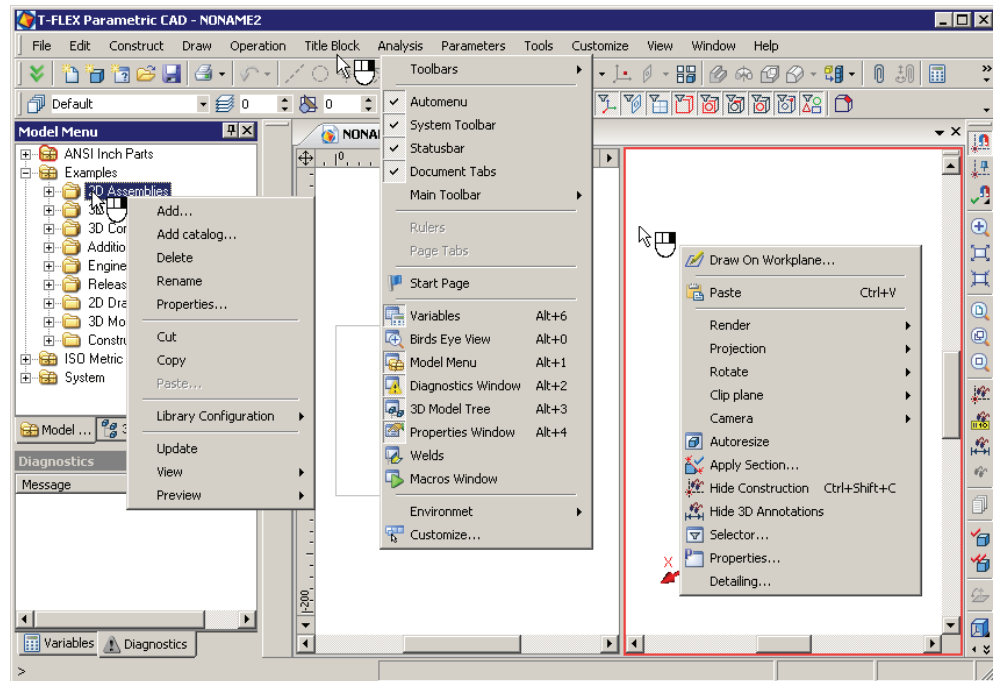 T-FLEX Parametric CAD - NONAME2
File Edit Construct Draw Operation Title Block Analysis Parameters Tools Customize View Window Help
Default 0 0
Model Menu
ANSI Inch Parts
Examples
2D Assemblies
3D
3D Cor
Additio
Engine
Releas
2D Dra
3D Mo
Constru
ISO Metric
System
Model ... 3
Diagnostics
Message
Variables Diagnostics
>
Add...
Add catalog...
Delete
Rename
Properties...
Cut
Copy
Paste...
Library Configuration
Update
View
Preview
NONA
0
-200
Toolbars
Automenu
System Toolbar
Statusbar
Document Tabs
Main Toolbar
Rulers
Page Tabs
Start Page
Variables Alt+6
Birds Eye View Alt+0
Model Menu Alt+1
Diagnostics Window Alt+2
3D Model Tree Alt+3
Properties Window Alt+4
Welds
Macros Window
Environmet
Customize...
Draw On Workplane...
Paste Ctrl+V
Render
Projection
Rotate
Clip plane
Camera
Autoresize
Apply Section...
Hide Construction Ctrl+Shift+C
Hide 3D Annotations
Selector...
Properties...
Detailing...
X